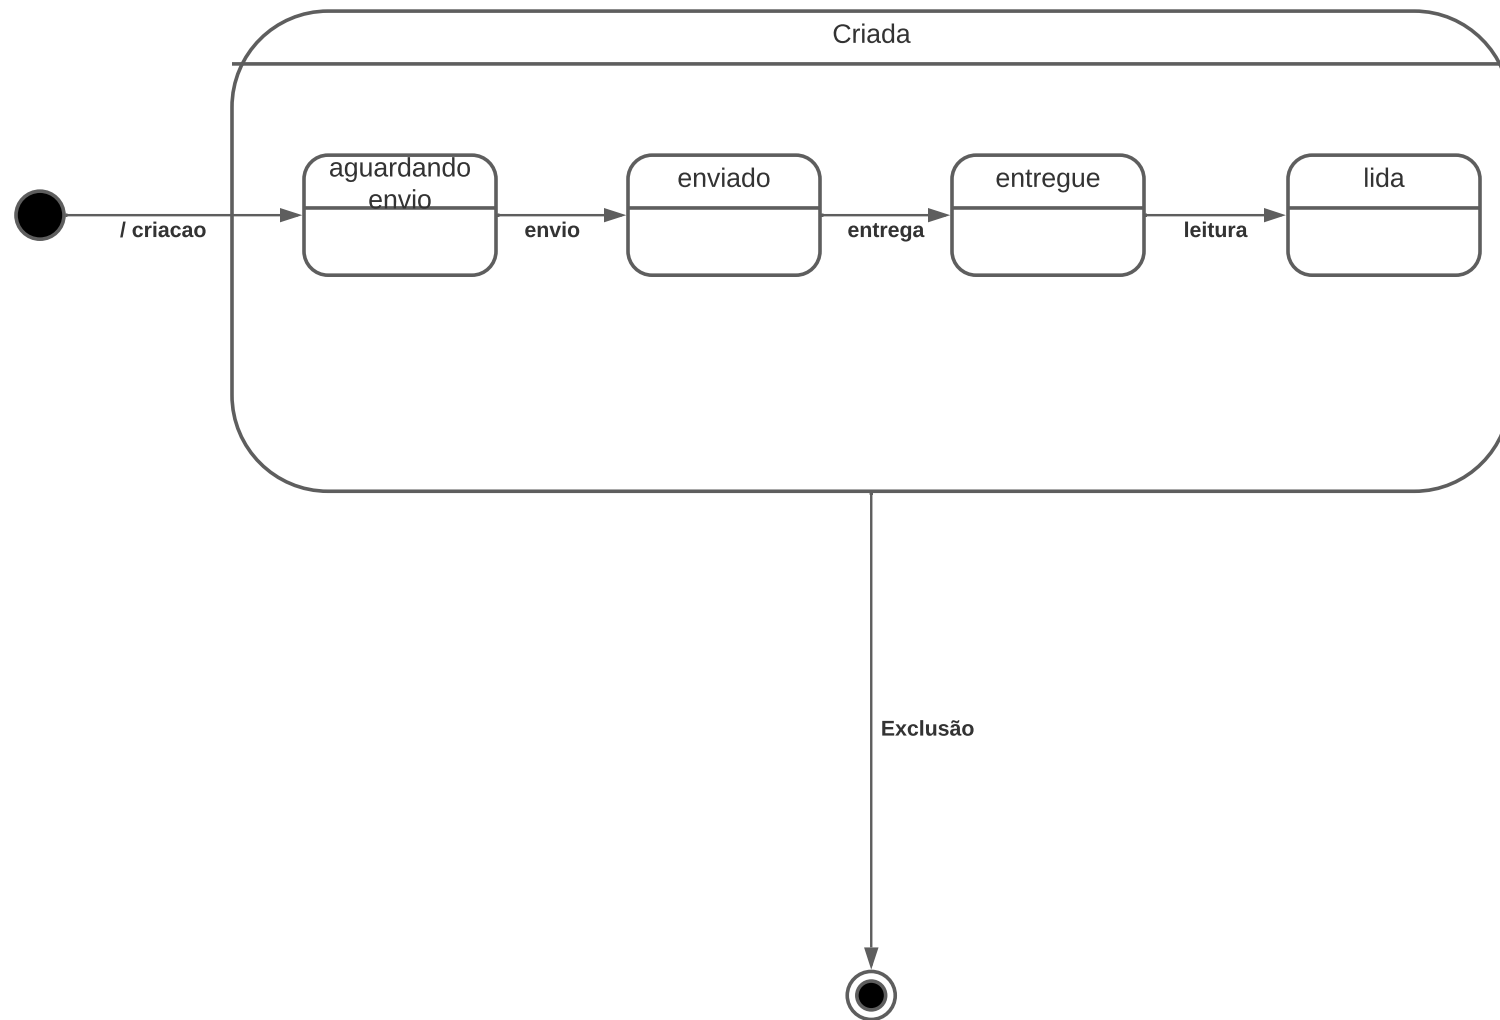 Criada
aguardando
envio
enviado
entregue
lida
/ criacao
envio
entrega
leitura
Exclusão